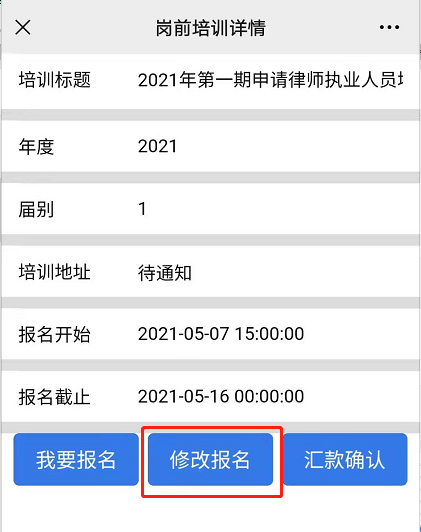 岗前培训详情
培训标题 2021年第一期申请律师执业人员
年度 2021
届别 1
培训地址 待通知
报名开始 2021-05-07 15:00:00
报名截止 2021-05-16 00:00:00
我要报名 修改报名 汇款确认